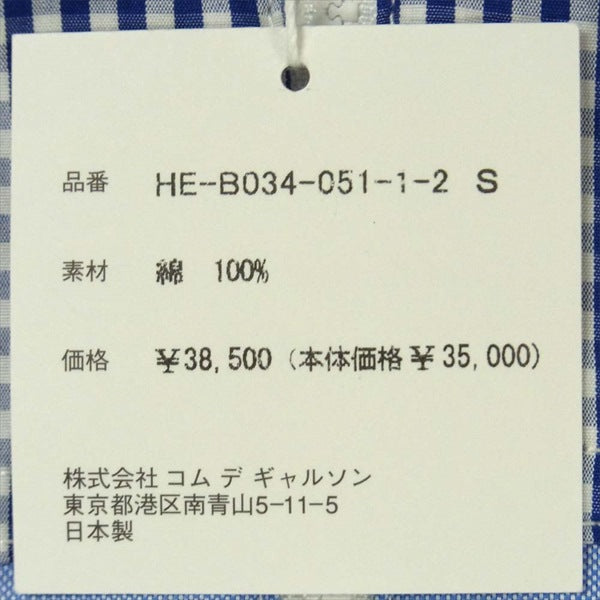 品番 HE-B034-051-1-2 S
素材 綿 100%
価格 ¥38,500 (本体価格 ¥ 35,000)
株式会社 コム デ ギャルソン
東京都港区南青山5-11-5
日本製